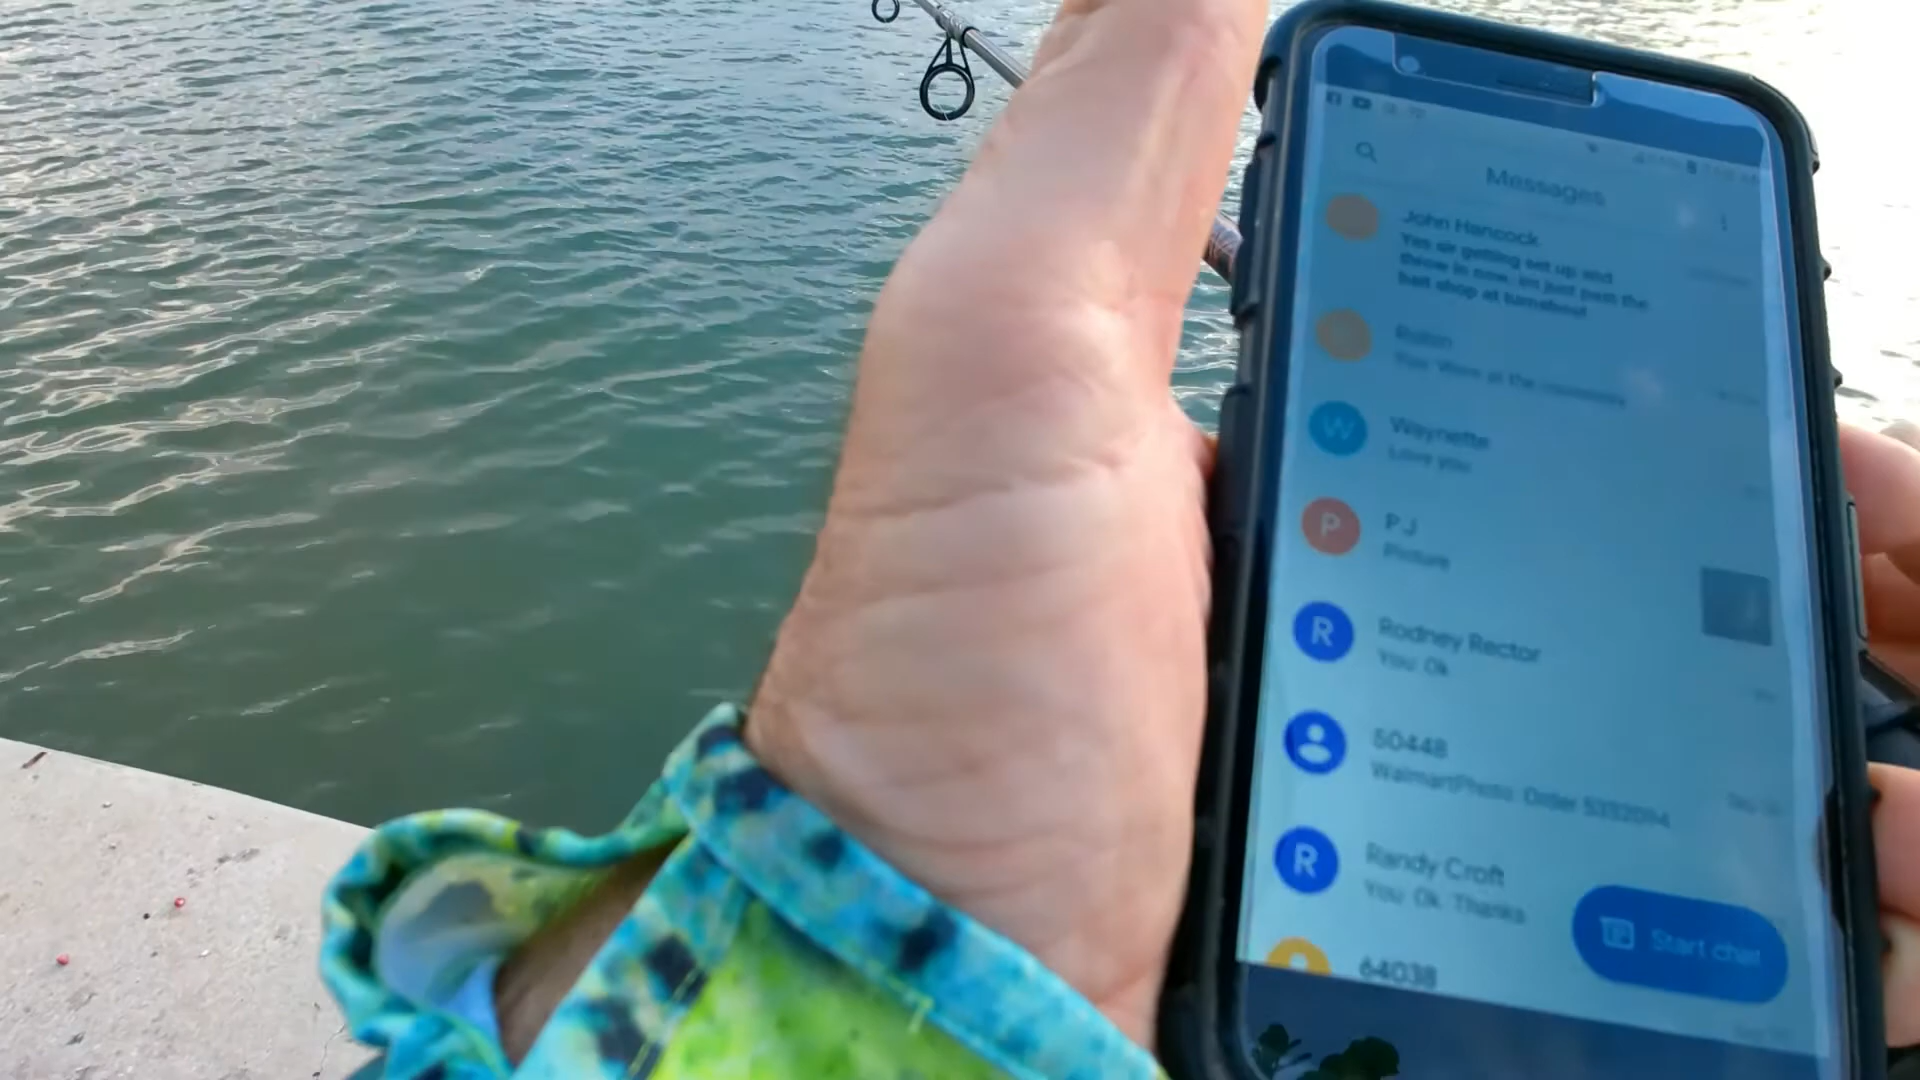 Messages
John Hancock
Yes sir getting set up and
throw in now. im just past the
bait shop at turnabout
W Waynette
Love you
P PJ
Picture
R Rodney Rector
You: Ok
50448
WalmartPhoto: Order
R Randy Croft
You: Ok. Thanks
64038
Start chat